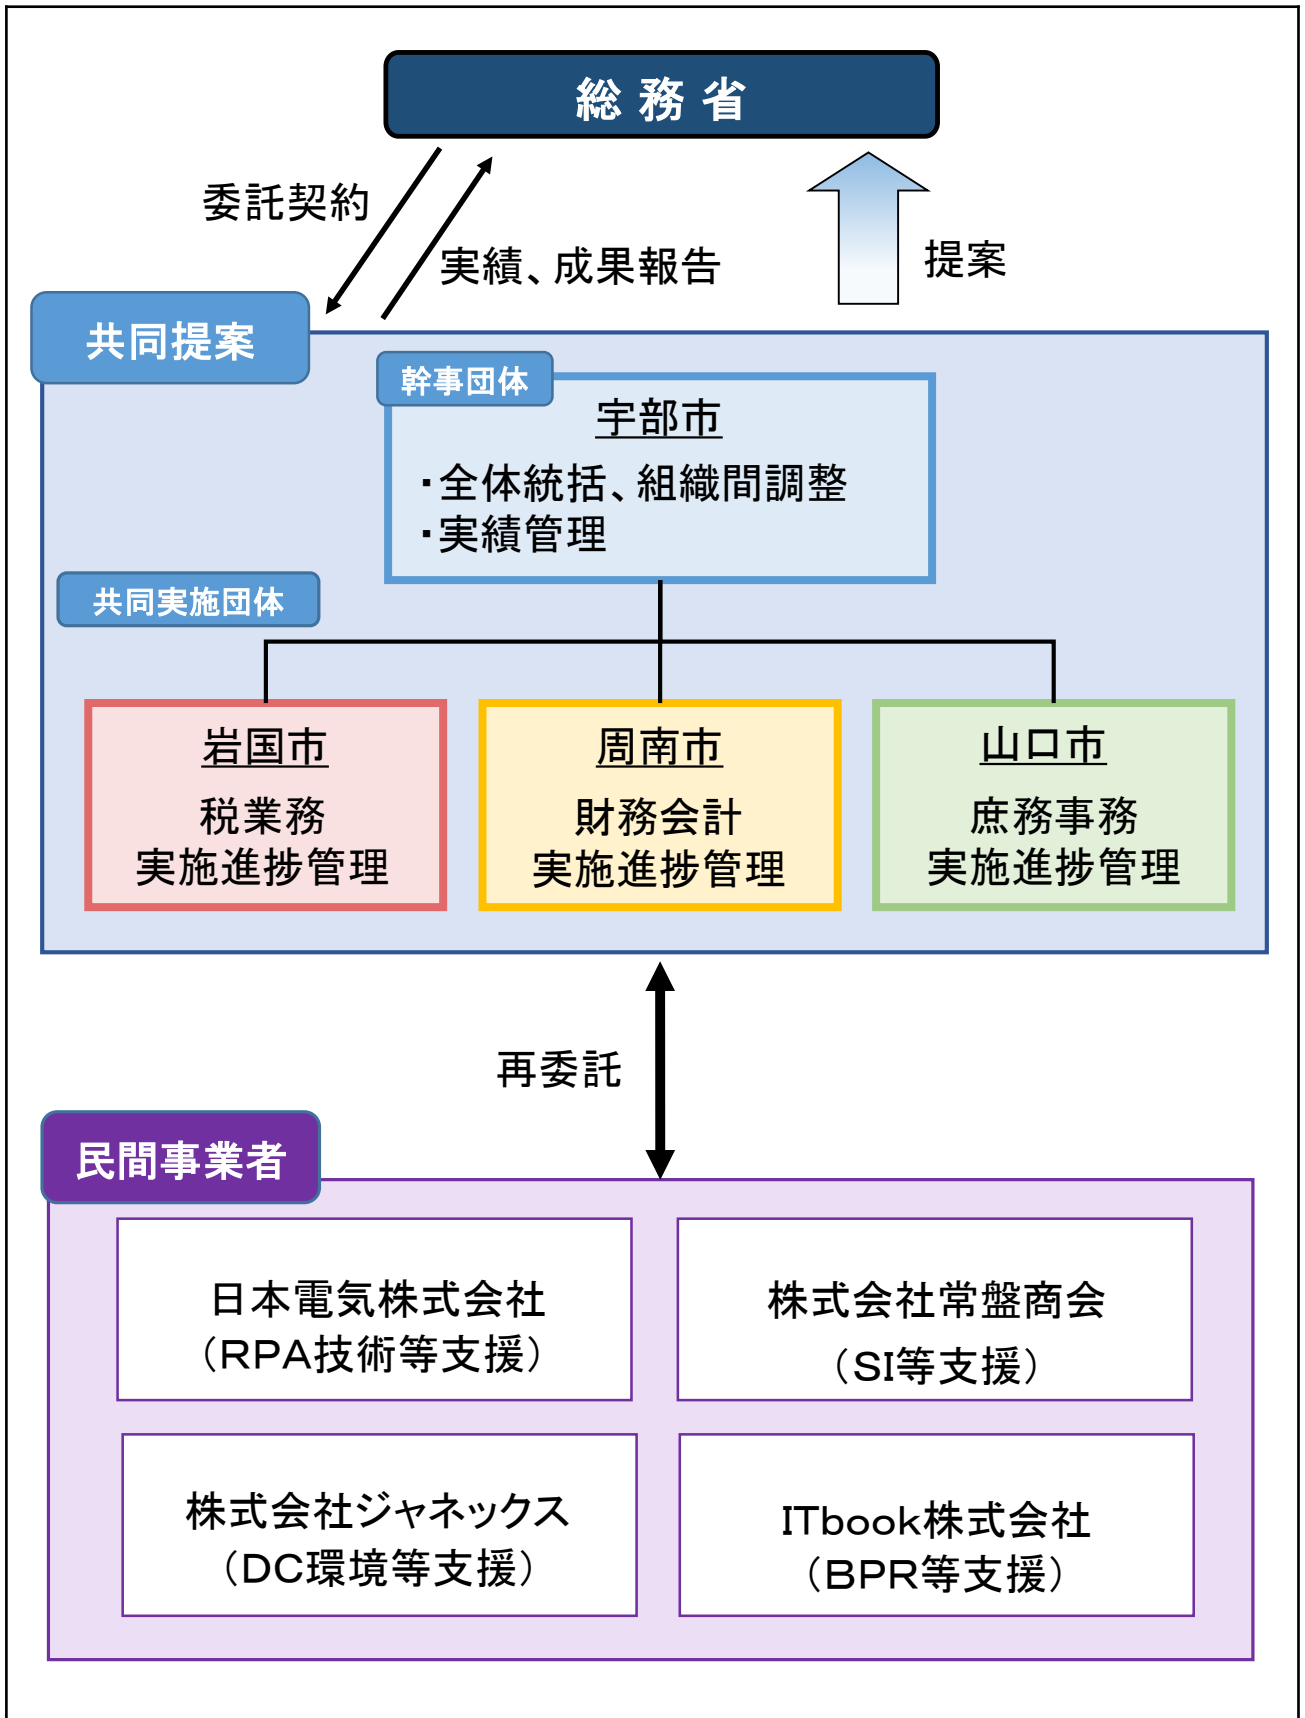 総務省
委託契約
実績、成果報告
提案
共同提案
幹事団体
宇部市
・全体統括、組織間調整
・実績管理
共同実施団体
岩国市
税業務
実施進捗管理
周南市
財務会計
実施進捗管理
山口市
庶務事務
実施進捗管理
再委託
民間事業者
日本電気株式会社
（RPA技術等支援）
株式会社常盤商会
（SI等支援）
株式会社ジャネックス
（DC環境等支援）
ITbook株式会社
（BPR等支援）